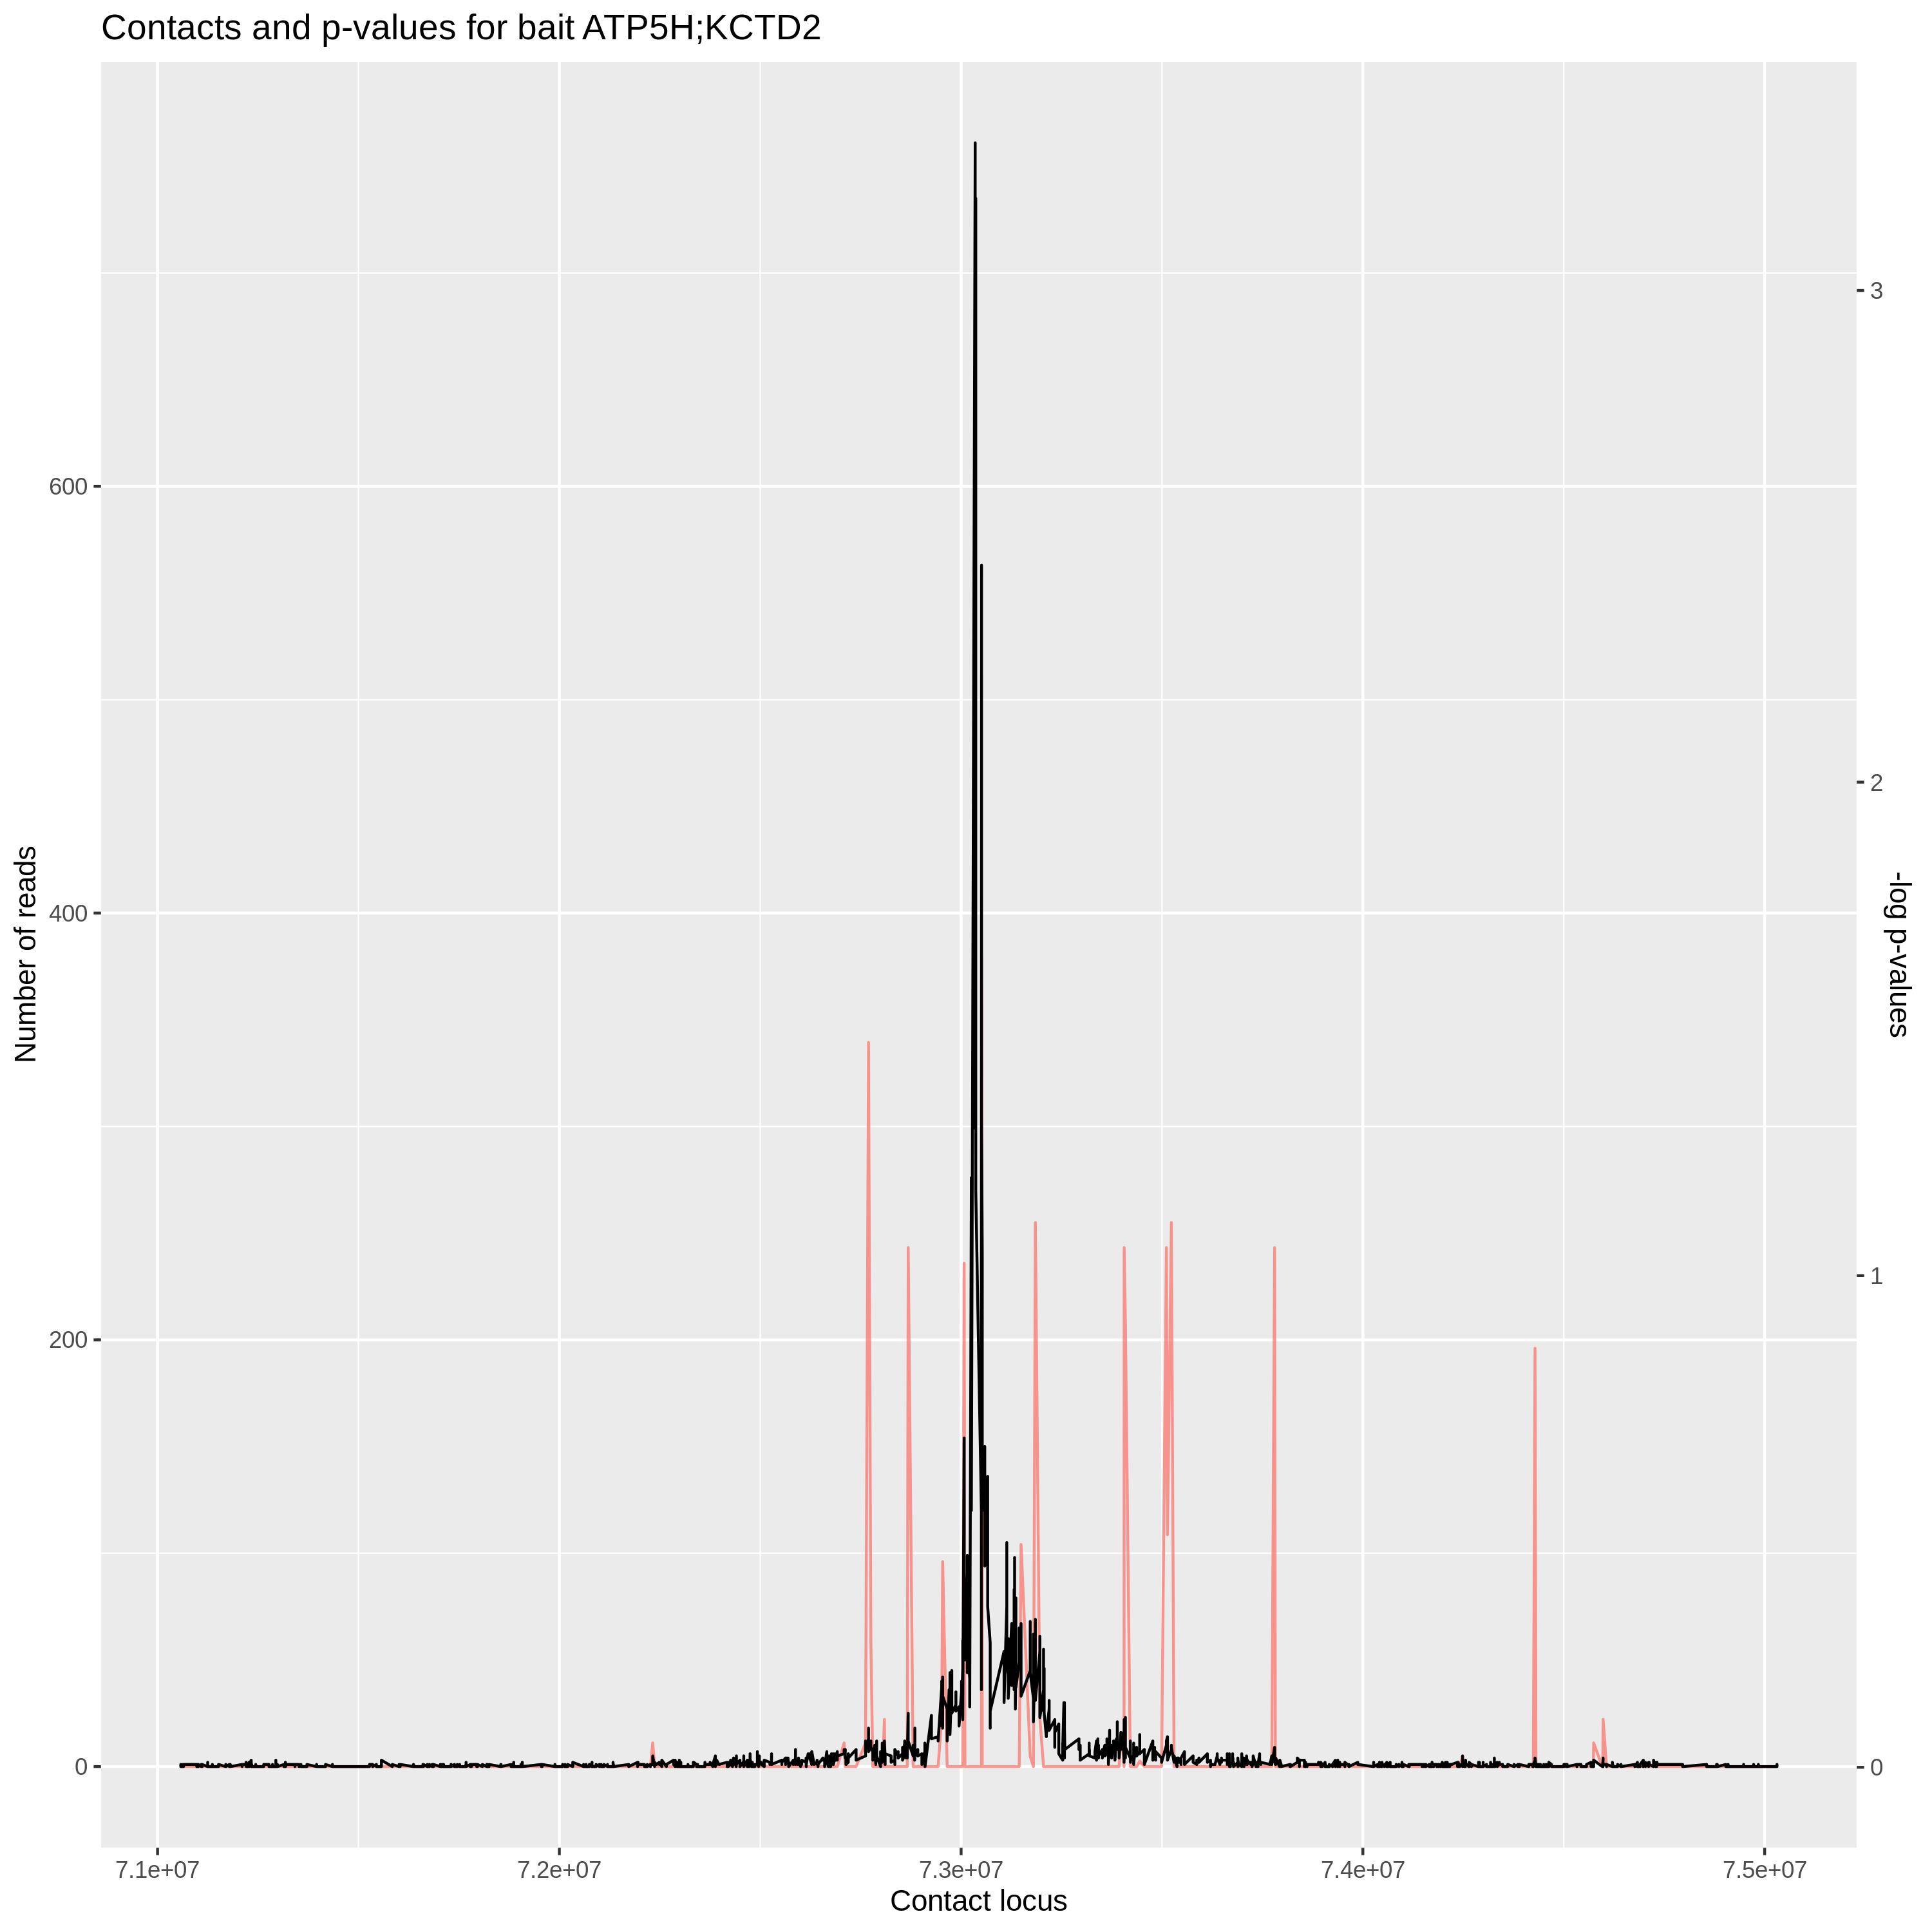 Contacts and p-values for bait ATP5H;KCTD2
600
400
200
0
Number of reads
3
2
1
0
-log p-values
7.1e+07
7.2e+07
7.3e+07
7.4e+07
7.5e+07
Contact locus